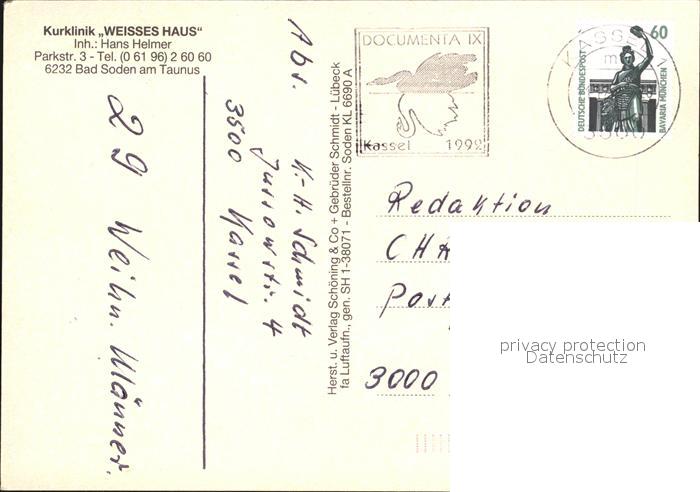 Kurklinik „WEISSES HAUS“
Inh.: Hans Helmer
Parkstr. 3 - Tel. (0 61 96) 2 60 60
6232 Bad Soden am Taunus
29 Weihn. Männer.
Abs.
K.-H. Schmidt
3500 Kassel
Herst. u. Verlag Schöning & Co + Gebrüder Schmidt - Lübeck
fa Luftaufn., gen. SH 1-38071 - Bestellnr. Soden KL 6690 A
DOCUMENTA IX
Kassel 1992
KASSEL
3500
60
DEUTSCHE BUNDESPOST
BAVARIA MÜNCHEN
Redaktion
3000
privacy protection
Datenschutz